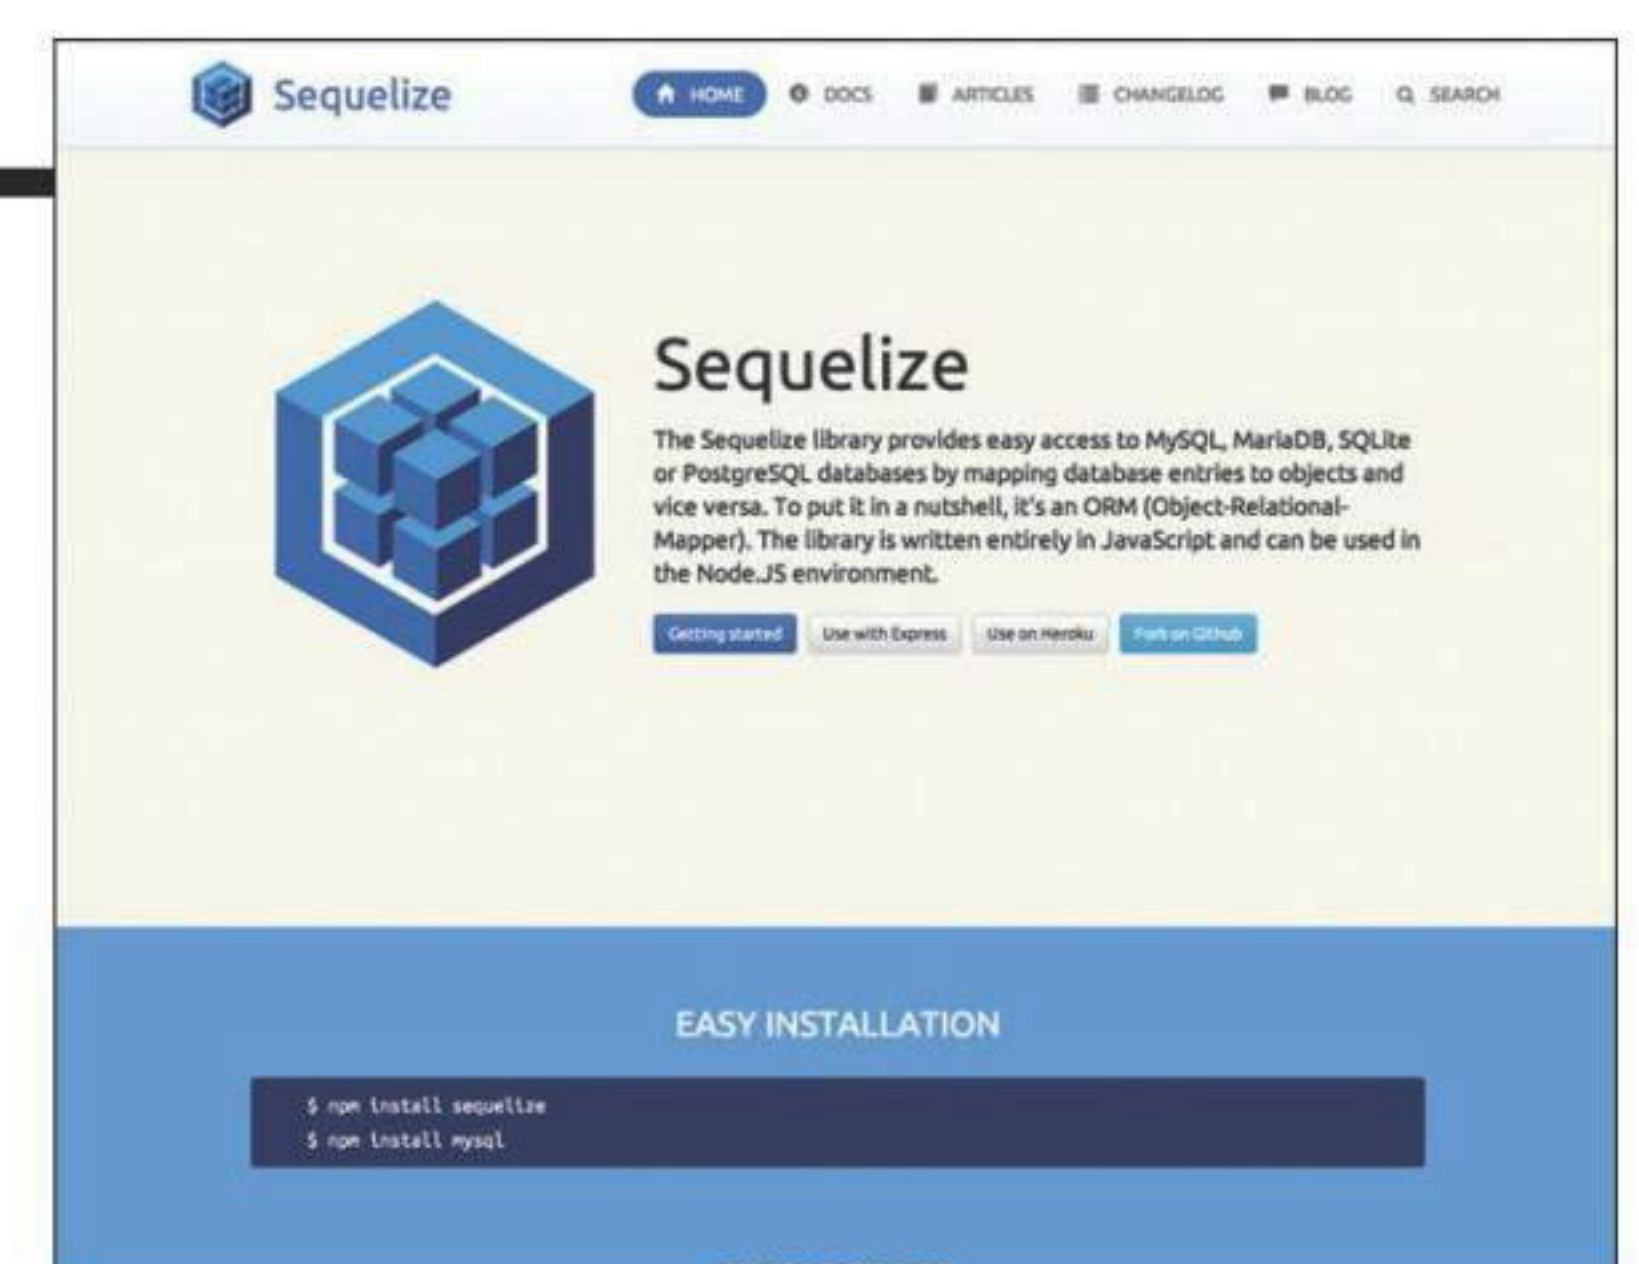 Sequelize
HOME DOCS ARTICLES CHANGELOG BLOG SEARCH
Sequelize
The Sequelize library provides easy access to MySQL, MariaDB, SQLite
or PostgreSQL databases by mapping database entries to objects and
vice versa. To put it in a nutshell, it's an ORM (Object-Relational-
Mapper). The library is written entirely in JavaScript and can be used in
the Node.JS environment.
Getting started Use with Express Use on Heroku Fork on Github
EASY INSTALLATION
$ npm install sequelize
$ npm install mysql